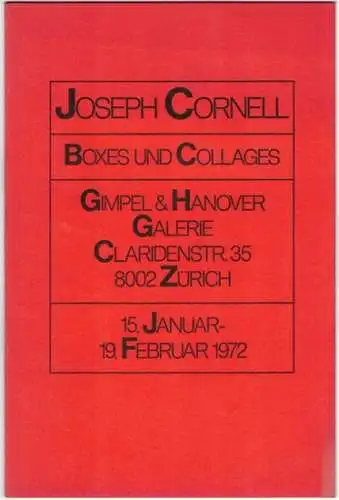 JOSEPH CORNELL
BOXES UND COLLAGES
GIMPEL & HANOVER
GALERIE
CLARIDENSTR. 35
8002 ZÜRICH
15. JANUAR-
19. FEBRUAR 1972